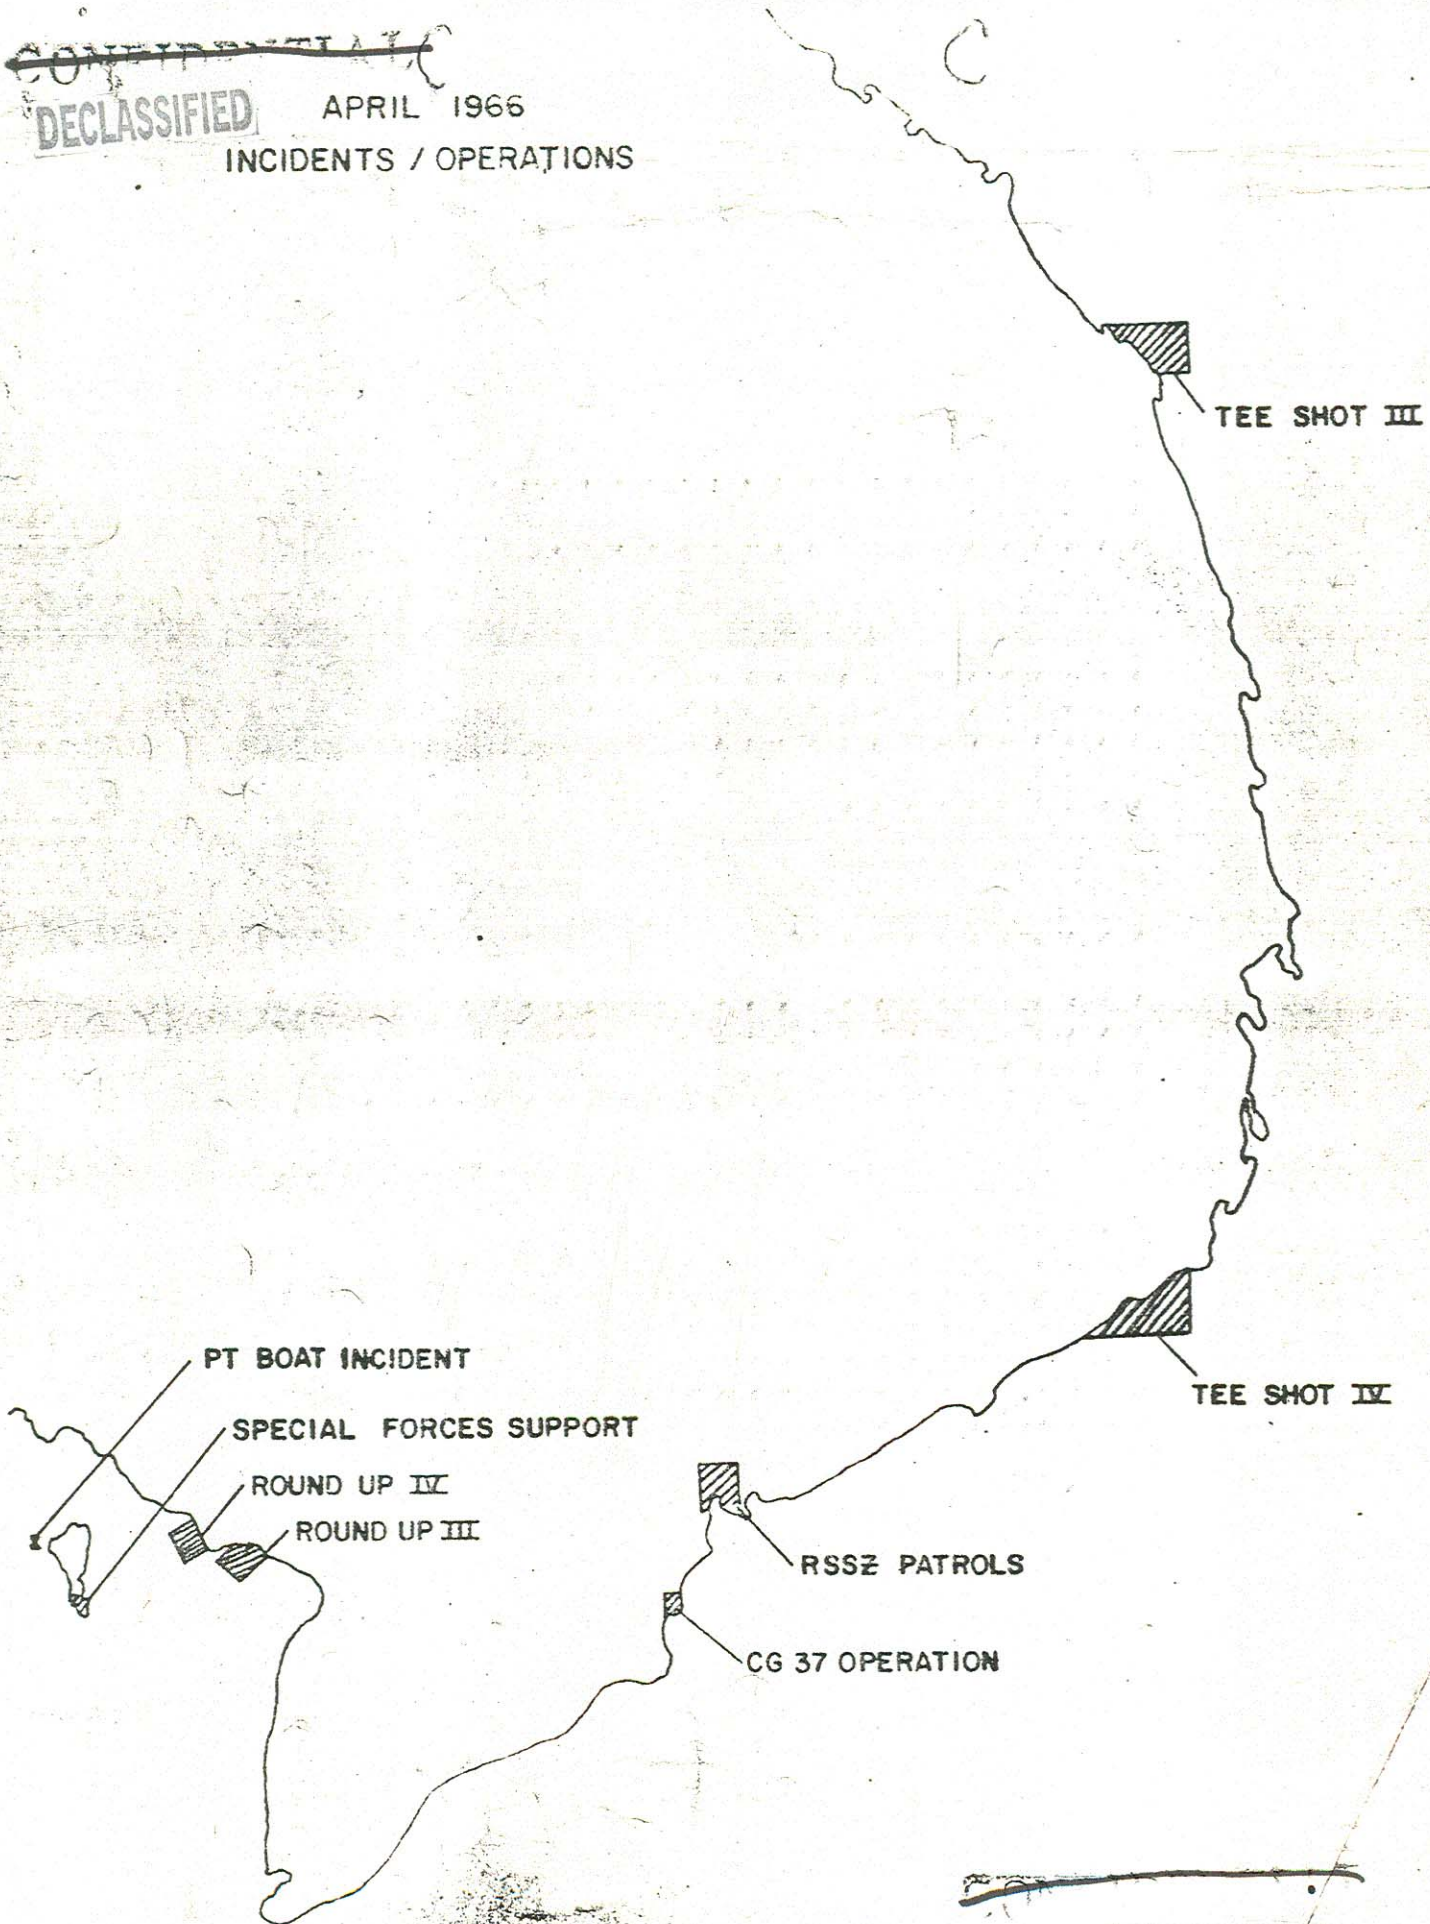 CONFIDENTIAL
DECLASSIFIED
APRIL 1966
INCIDENTS / OPERATIONS
TEE SHOT III
PT BOAT INCIDENT
TEE SHOT IV
SPECIAL FORCES SUPPORT
ROUND UP IV
ROUND UP III
RSSZ PATROLS
CG 37 OPERATION